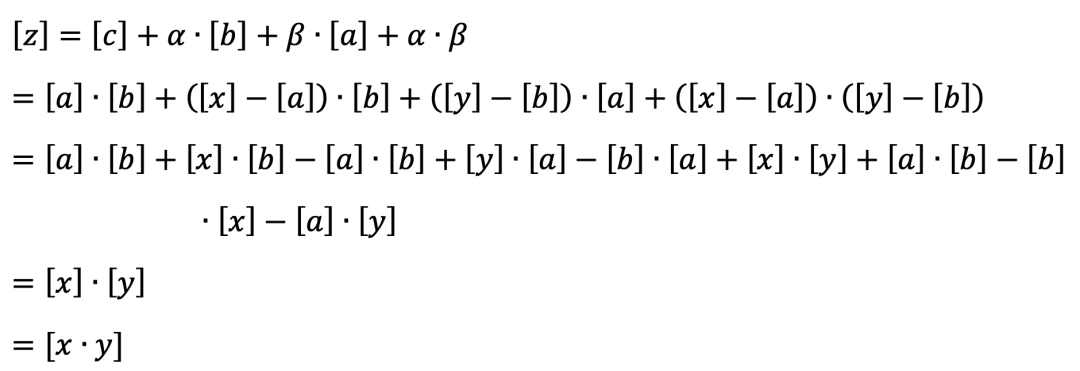 [z] = [c] + α · [b] + β · [a] + α · β
= [a] · [b] + ([x] − [a]) · [b] + ([y] − [b]) · [a] + ([x] − [a]) · ([y] − [b])
= [a] · [b] + [x] · [b] − [a] · [b] + [y] · [a] − [b] · [a] + [x] · [y] + [a] · [b] − [b]
· [x] − [a] · [y]
= [x] · [y]
= [x · y]